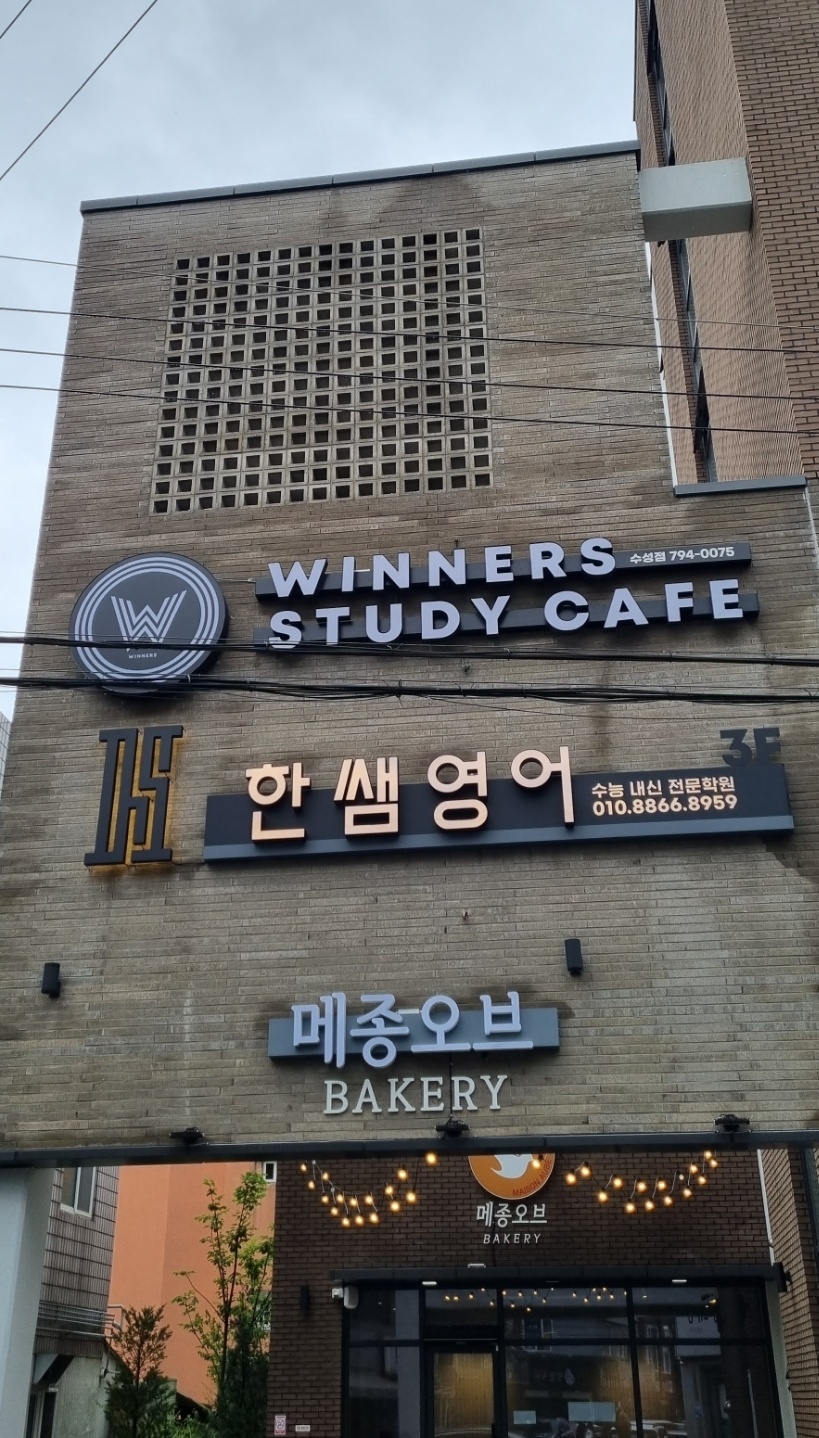 WINNERS 수성점 794-0075
STUDY CAFE
W
WINNERS
3F
한쌤영어 수능 내신 전문학원
010.8866.8959
메종오브
BAKERY
메종오브
BAKERY